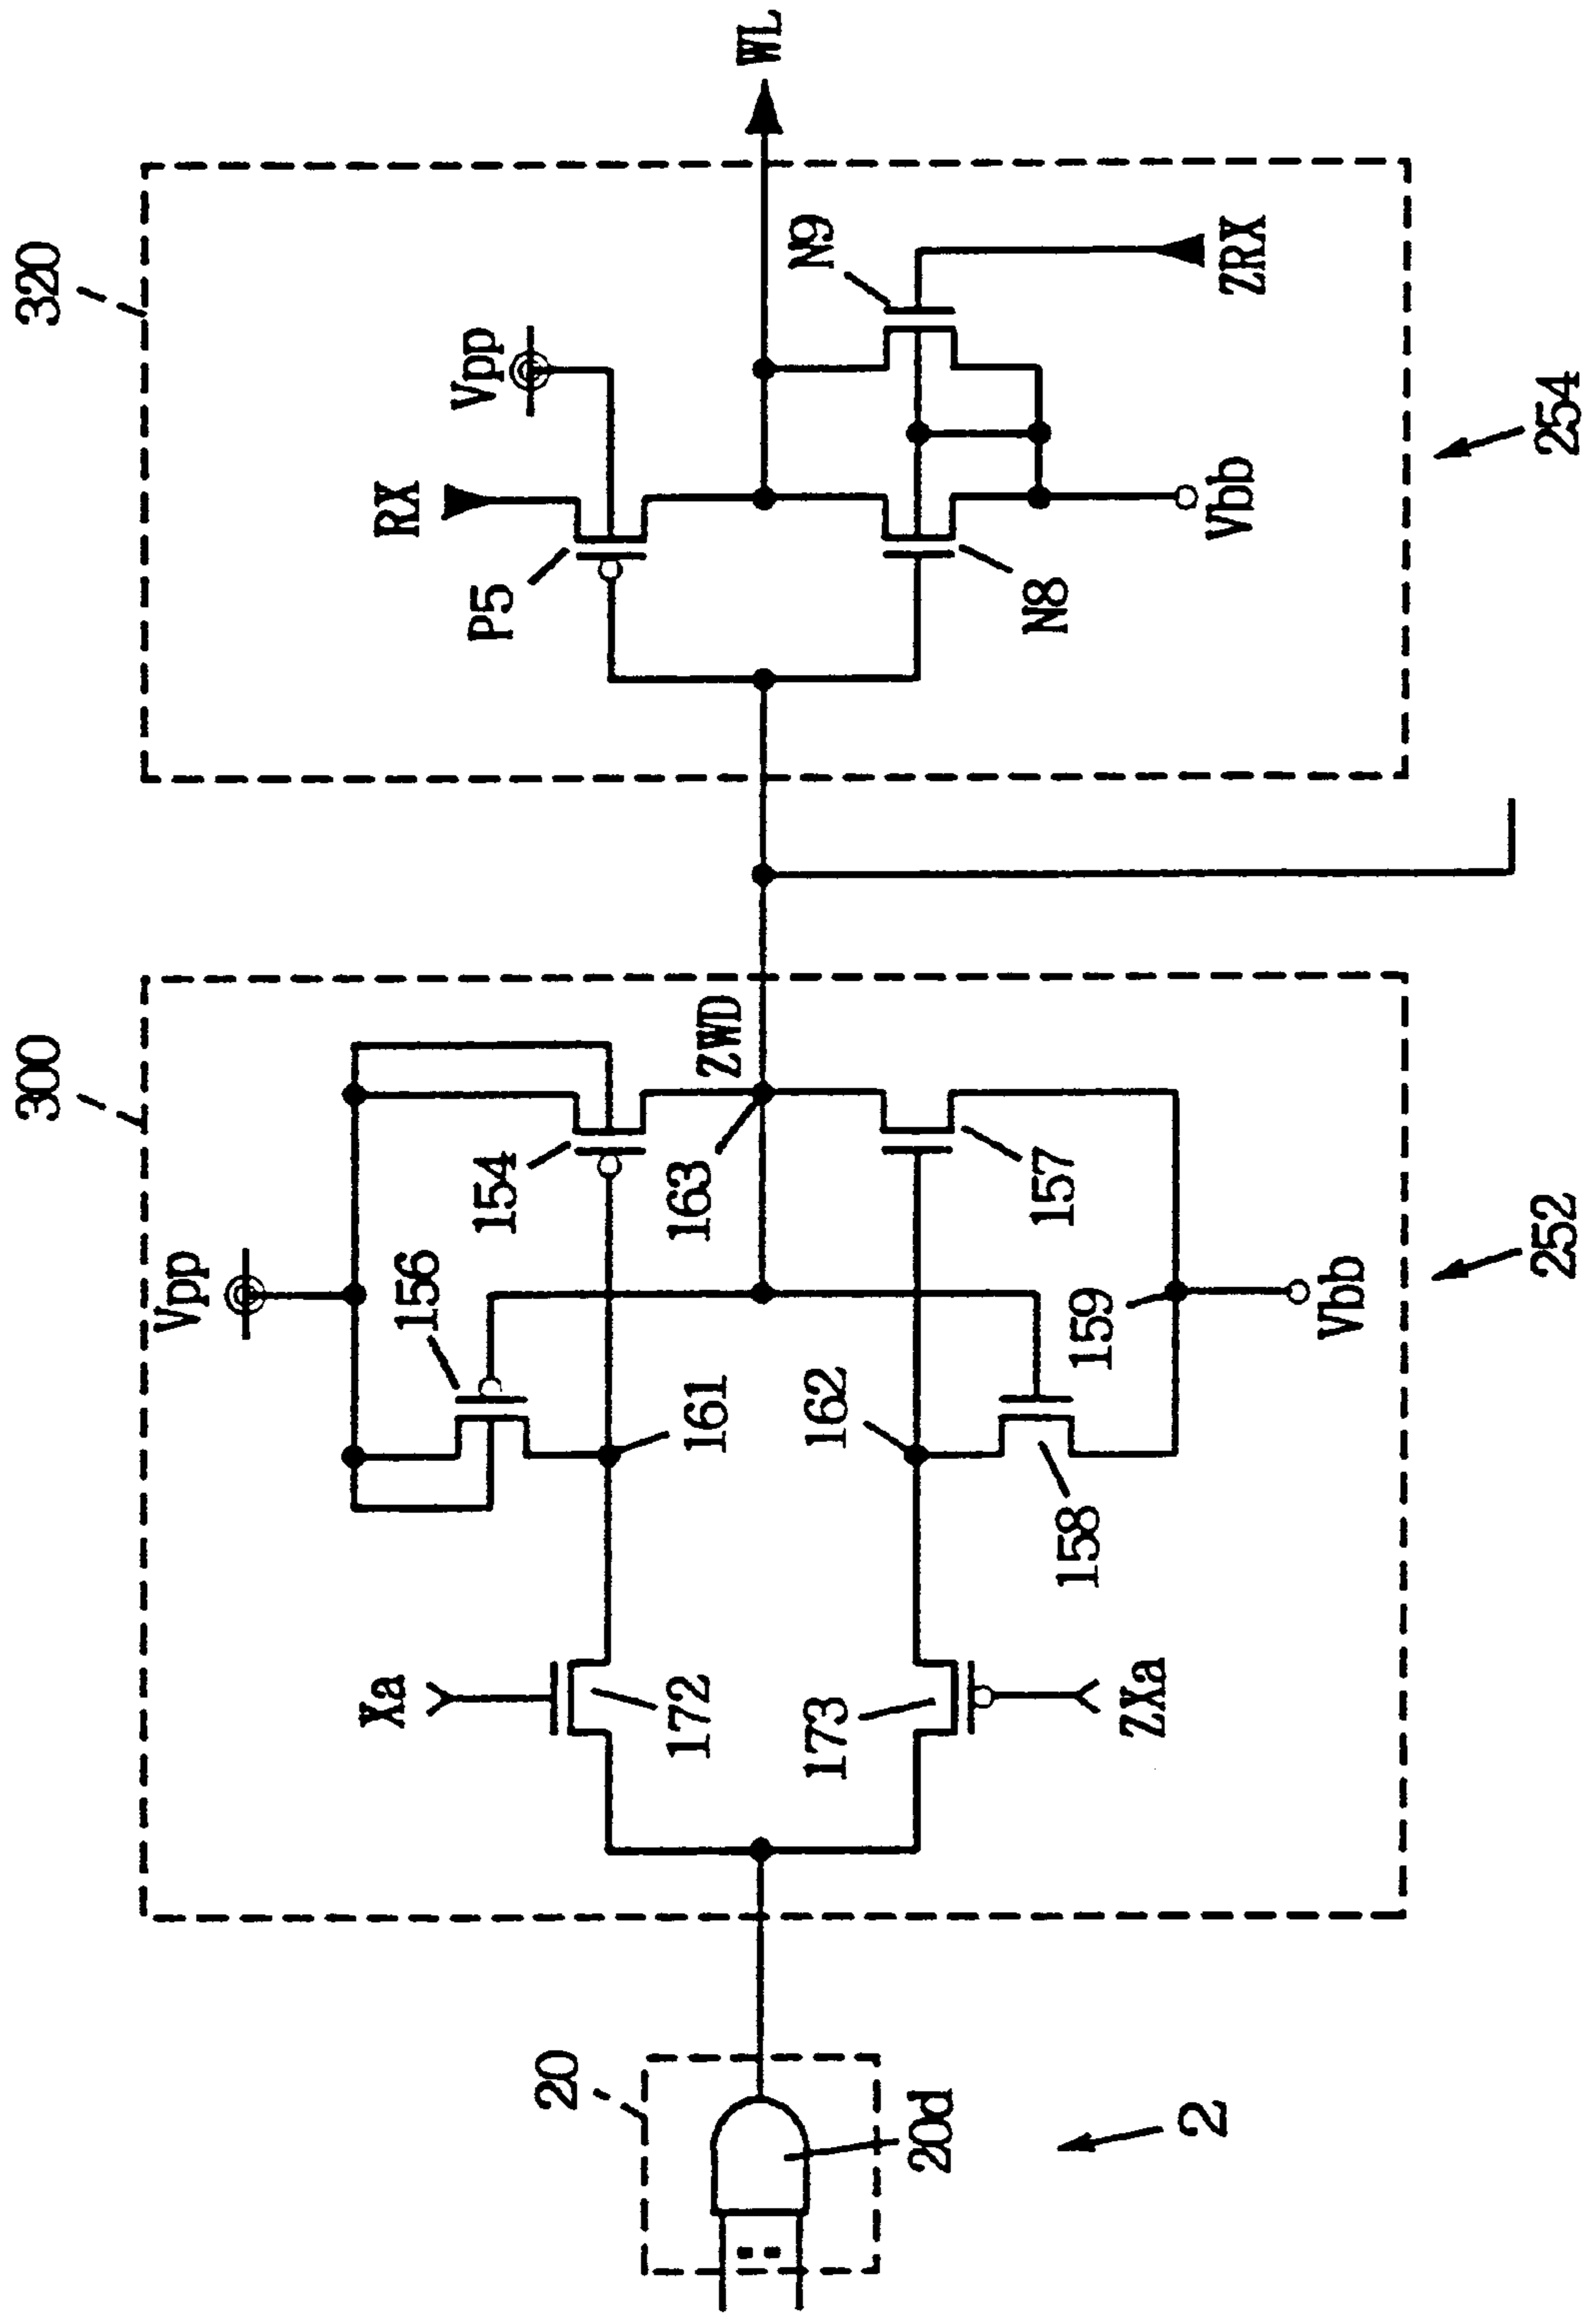 300
320
Vpp
Vpp
RX
156
154
P5
N9
WL
Xa
ZWD
172
161
163
173
162
ZXa
158
159
157
N8
Vbb
Vbb
ZRX
20
20d
2
252
254